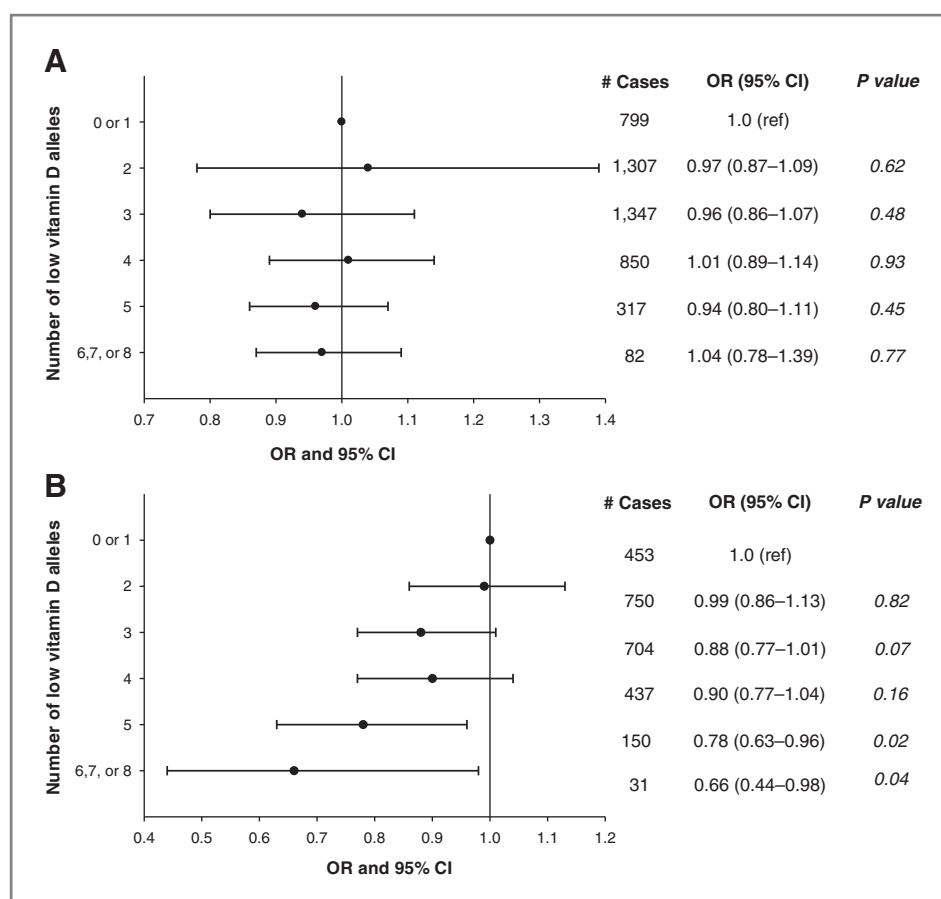 A
# Cases OR (95% CI) P value
0 or 1 799 1.0 (ref)
2 1,307 0.97 (0.87–1.09) 0.62
3 1,347 0.96 (0.86–1.07) 0.48
4 850 1.01 (0.89–1.14) 0.93
5 317 0.94 (0.80–1.11) 0.45
6,7, or 8 82 1.04 (0.78–1.39) 0.77
Number of low vitamin D alleles
0.7 0.8 0.9 1.0 1.1 1.2 1.3 1.4
OR and 95% CI
B
# Cases OR (95% CI) P value
0 or 1 453 1.0 (ref)
2 750 0.99 (0.86–1.13) 0.82
3 704 0.88 (0.77–1.01) 0.07
4 437 0.90 (0.77–1.04) 0.16
5 150 0.78 (0.63–0.96) 0.02
6,7, or 8 31 0.66 (0.44–0.98) 0.04
Number of low vitamin D alleles
0.4 0.5 0.6 0.7 0.8 0.9 1.0 1.1 1.2
OR and 95% CI